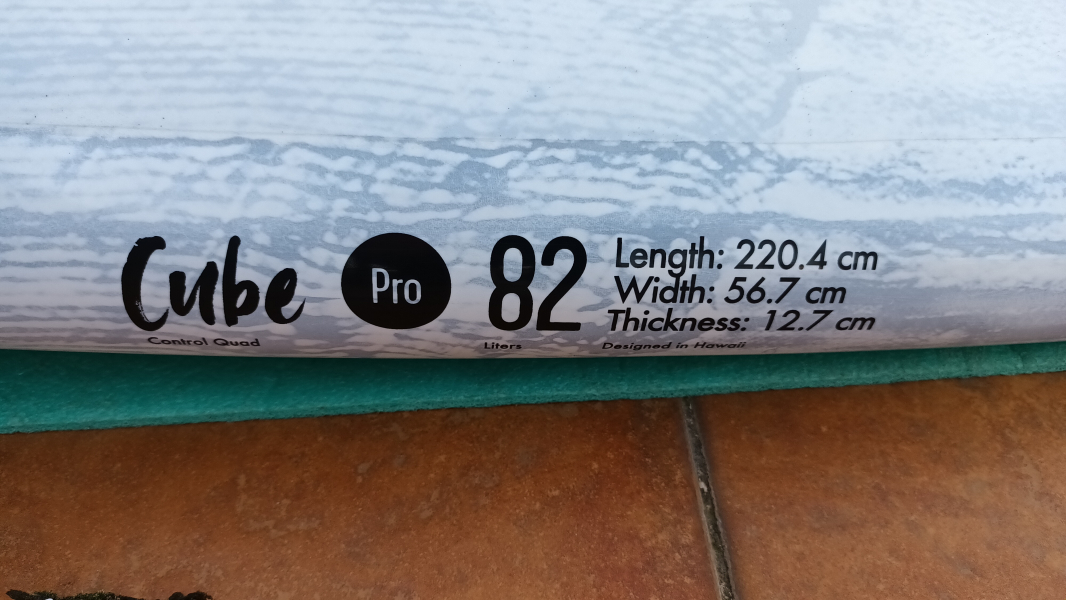 Cube
Control Quad
Pro
82
Liters
Length: 220.4 cm
Width: 56.7 cm
Thickness: 12.7 cm
Designed in Hawaii